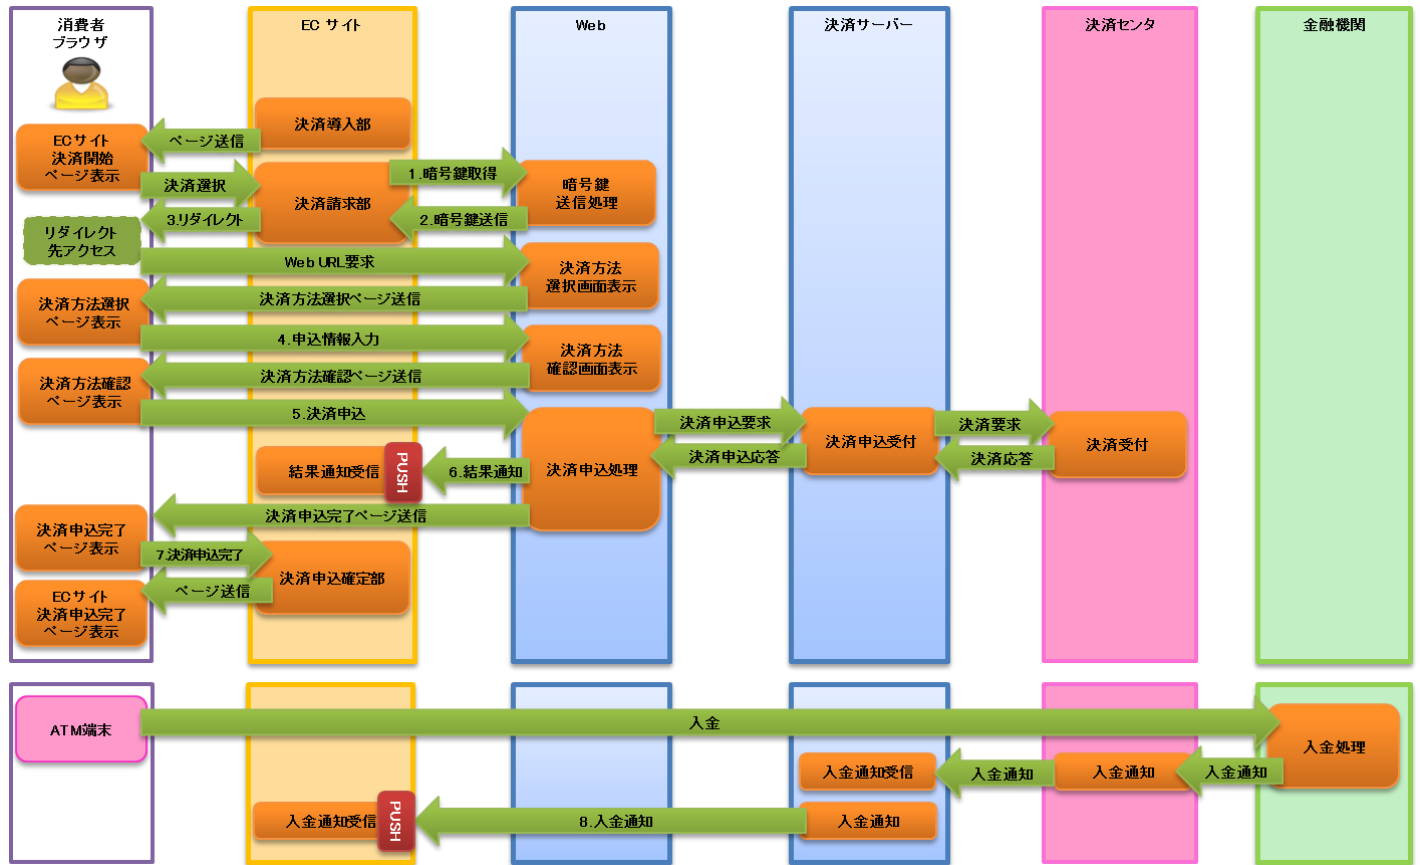 消費者
ブラウザ
ECサイト
Web
決済サーバー
決済センタ
金融機関
決済導入部
ページ送信
ECサイト
決済開始
ページ表示
決済選択
決済請求部
1.暗号鍵取得
暗号鍵
送信処理
2.暗号鍵送信
3.リダイレクト
リダイレクト
先アクセス
Web URL要求
決済方法
選択画面表示
決済方法選択ページ送信
決済方法選択
ページ表示
4.申込情報入力
決済方法
確認画面表示
決済方法確認ページ送信
決済方法確認
ページ表示
5.決済申込
決済申込処理
決済申込要求
決済申込受付
決済要求
決済受付
決済応答
決済申込応答
6.結果通知
PUSH
結果通知受信
決済申込完了ページ送信
決済申込完了
ページ表示
7.決済申込完了
決済申込確定部
ページ送信
ECサイト
決済申込完了
ページ表示
ATM端末
入金
入金処理
入金通知
入金通知
入金通知
入金通知受信
入金通知
8.入金通知
PUSH
入金通知受信